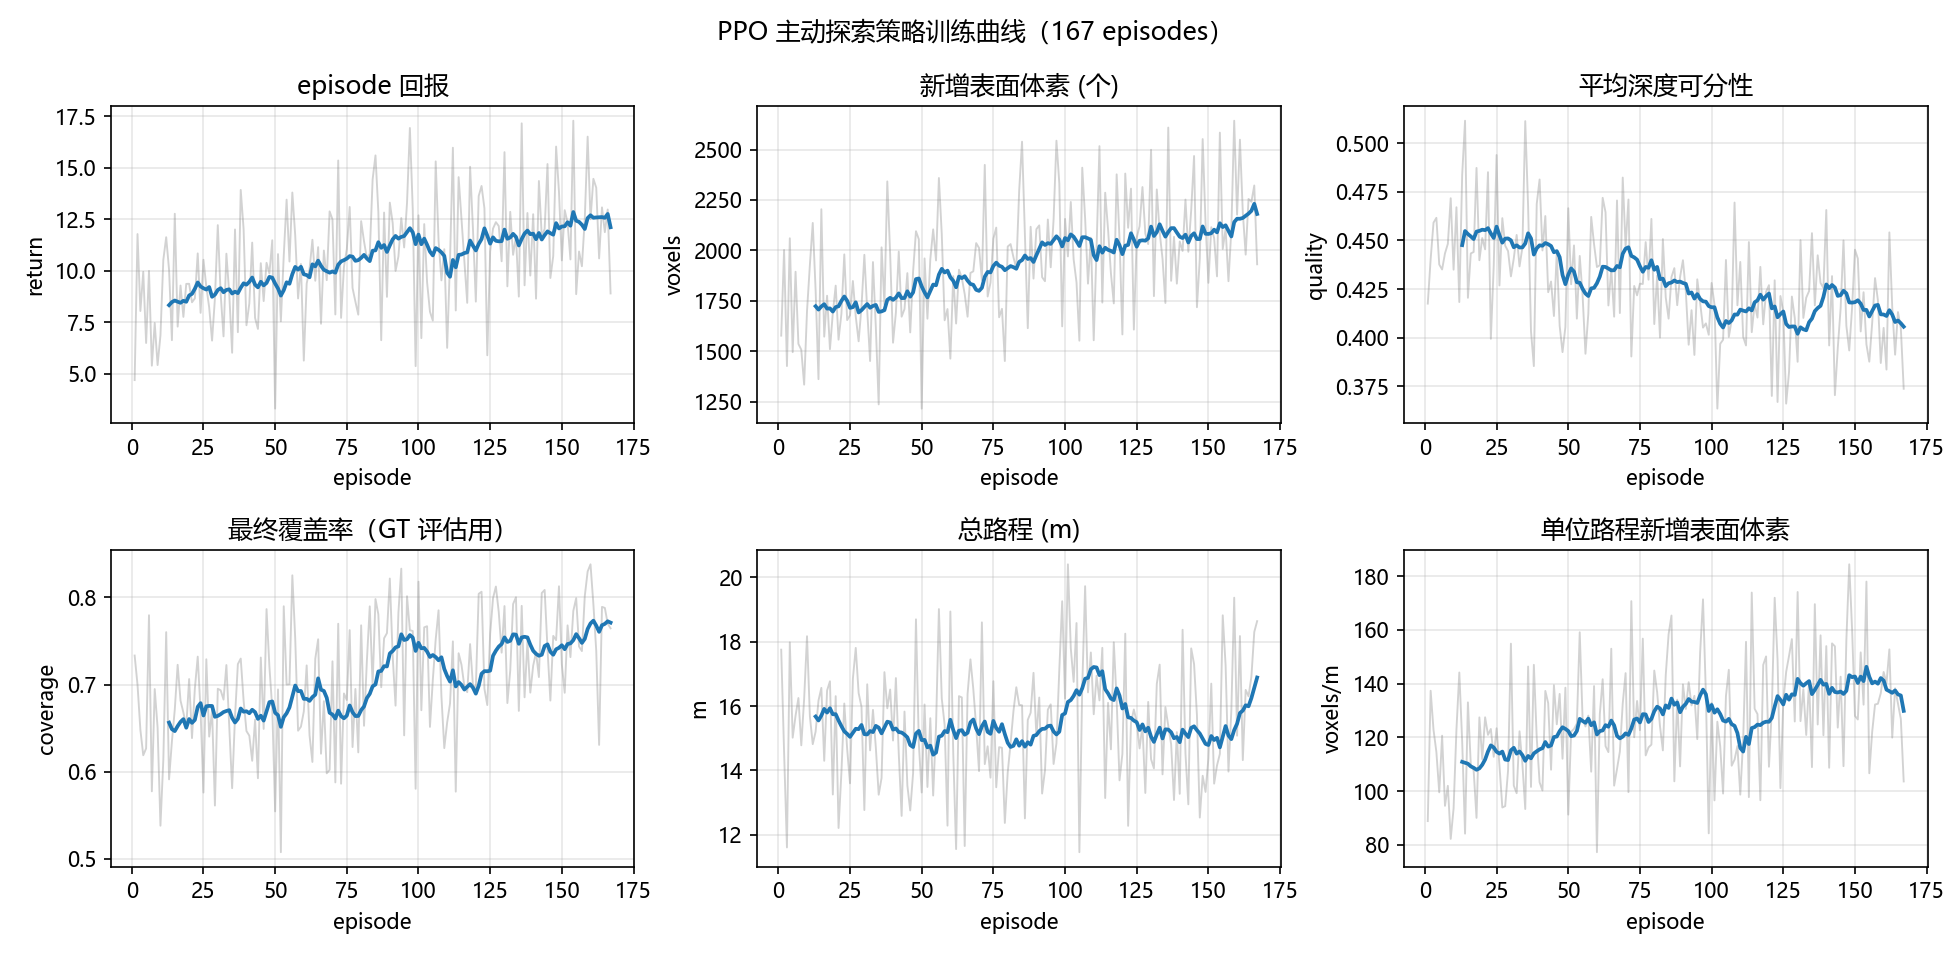 PPO 主动探索策略训练曲线（167 episodes）
episode 回报
17.5
15.0
12.5
10.0
7.5
5.0
return
0 25 50 75 100 125 150 175
episode
新增表面体素 (个)
2500
2250
2000
1750
1500
1250
voxels
0 25 50 75 100 125 150 175
episode
平均深度可分性
0.500
0.475
0.450
0.425
0.400
0.375
quality
0 25 50 75 100 125 150 175
episode
最终覆盖率（GT 评估用）
0.8
0.7
0.6
0.5
coverage
0 25 50 75 100 125 150 175
episode
总路程 (m)
20
18
16
14
12
m
0 25 50 75 100 125 150 175
episode
单位路程新增表面体素
180
160
140
120
100
80
voxels/m
0 25 50 75 100 125 150 175
episode